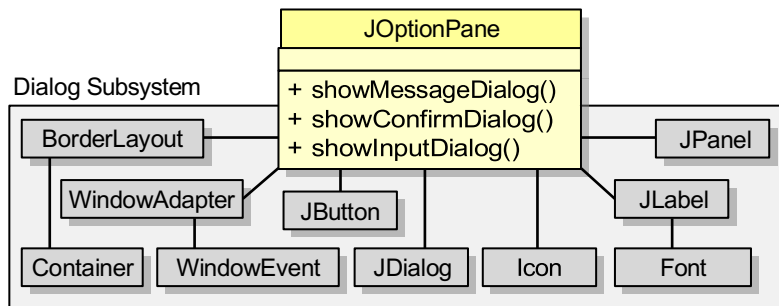 JOptionPane
Dialog Subsystem
+ showMessageDialog()
+ showConfirmDialog()
+ showInputDialog()
BorderLayout
JPanel
WindowAdapter
JButton
JLabel
Container
WindowEvent
JDialog
Icon
Font